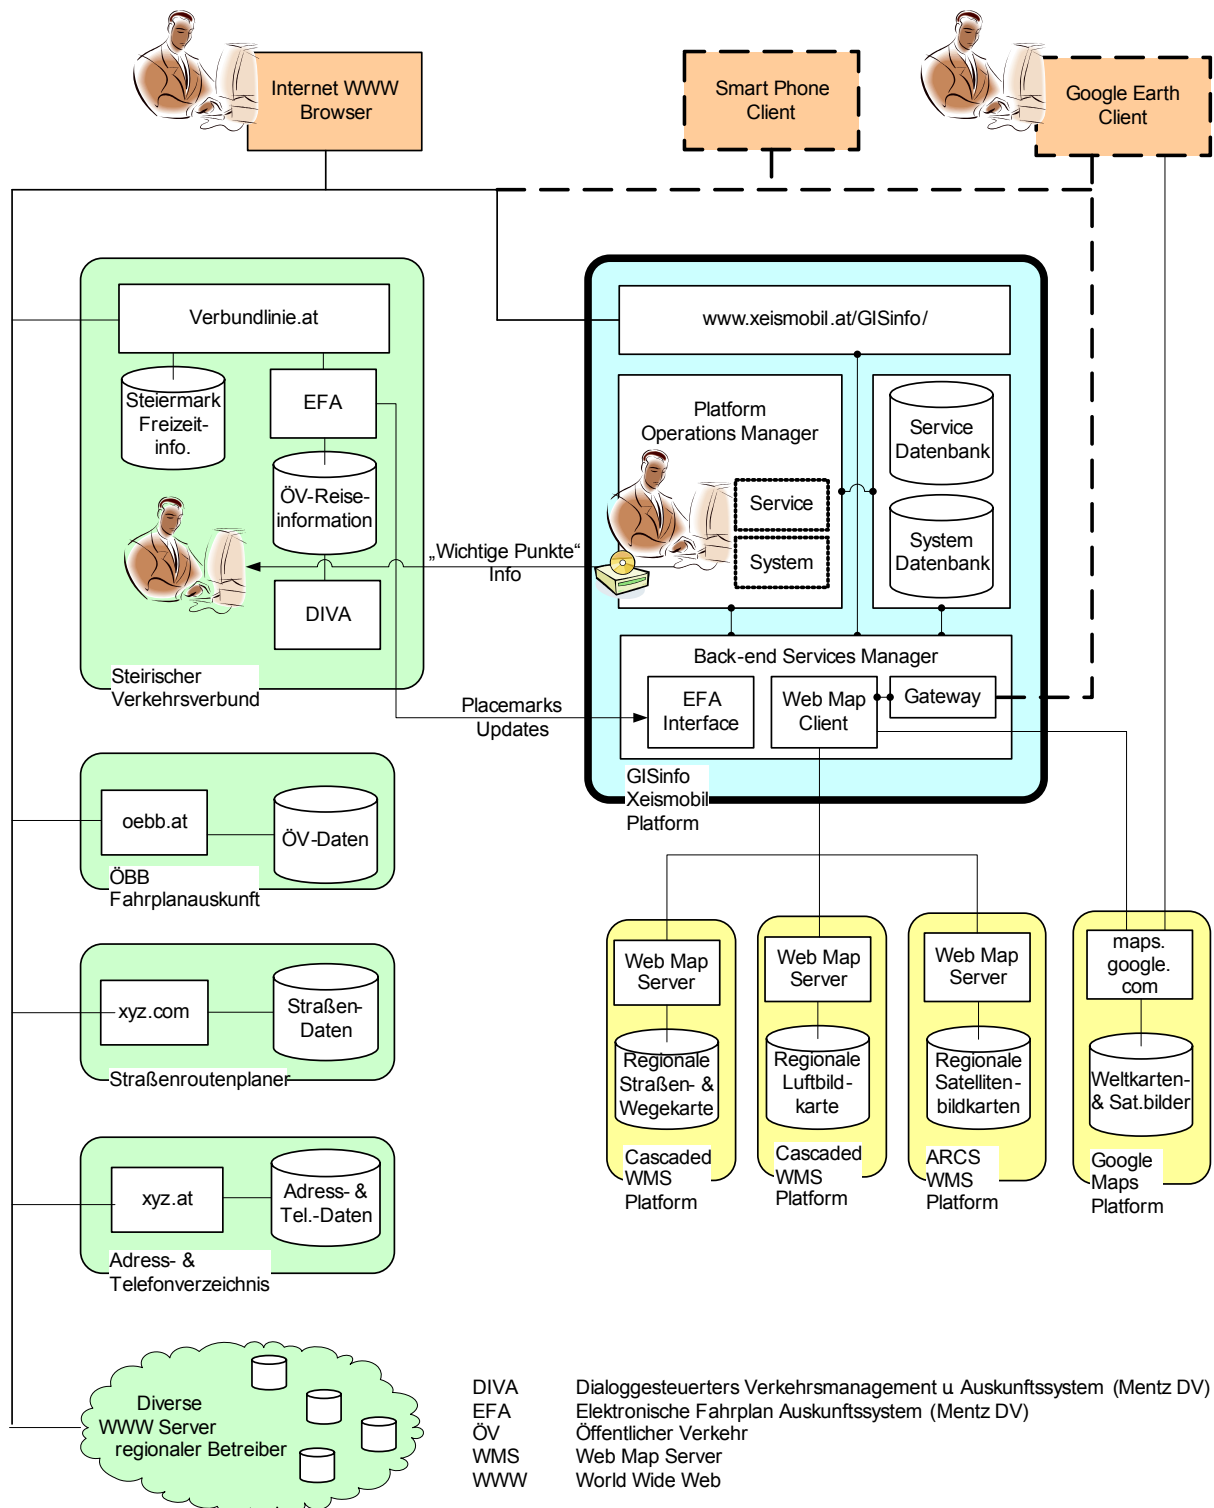 Internet WWW
Browser
Smart Phone
Client
Google Earth
Client
Verbundlinie.at
Steiermark
Freizeit-
info.
EFA
ÖV-Reise-
information
DIVA
Steirischer
Verkehrsverbund
„Wichtige Punkte“
Info
Placemarks
Updates
www.xeismobil.at/GISinfo/
Platform
Operations Manager
Service
System
Service
Datenbank
System
Datenbank
Back-end Services Manager
EFA
Interface
Web Map
Client
Gateway
GISinfo
Xeismobil
Platform
oebb.at
ÖV-Daten
ÖBB
Fahrplanauskunft
xyz.com
Straßen-
Daten
Straßenroutenplaner
xyz.at
Adress- &
Tel.-Daten
Adress- &
Telefonverzeichnis
Web Map
Server
Regionale
Straßen- &
Wegekarte
Cascaded
WMS
Platform
Web Map
Server
Regionale
Luftbild-
karte
Cascaded
WMS
Platform
Web Map
Server
Regionale
Satelliten-
bildkarten
ARCS
WMS
Platform
maps.
google.
com
Weltkarten-
& Sat.bilder
Google
Maps
Platform
Diverse
WWW Server
regionaler Betreiber
DIVA Dialoggesteuerters Verkehrsmanagement u. Auskunftssystem (Mentz DV)
EFA Elektronische Fahrplan Auskunftssystem (Mentz DV)
ÖV Öffentlicher Verkehr
WMS Web Map Server
WWW World Wide Web